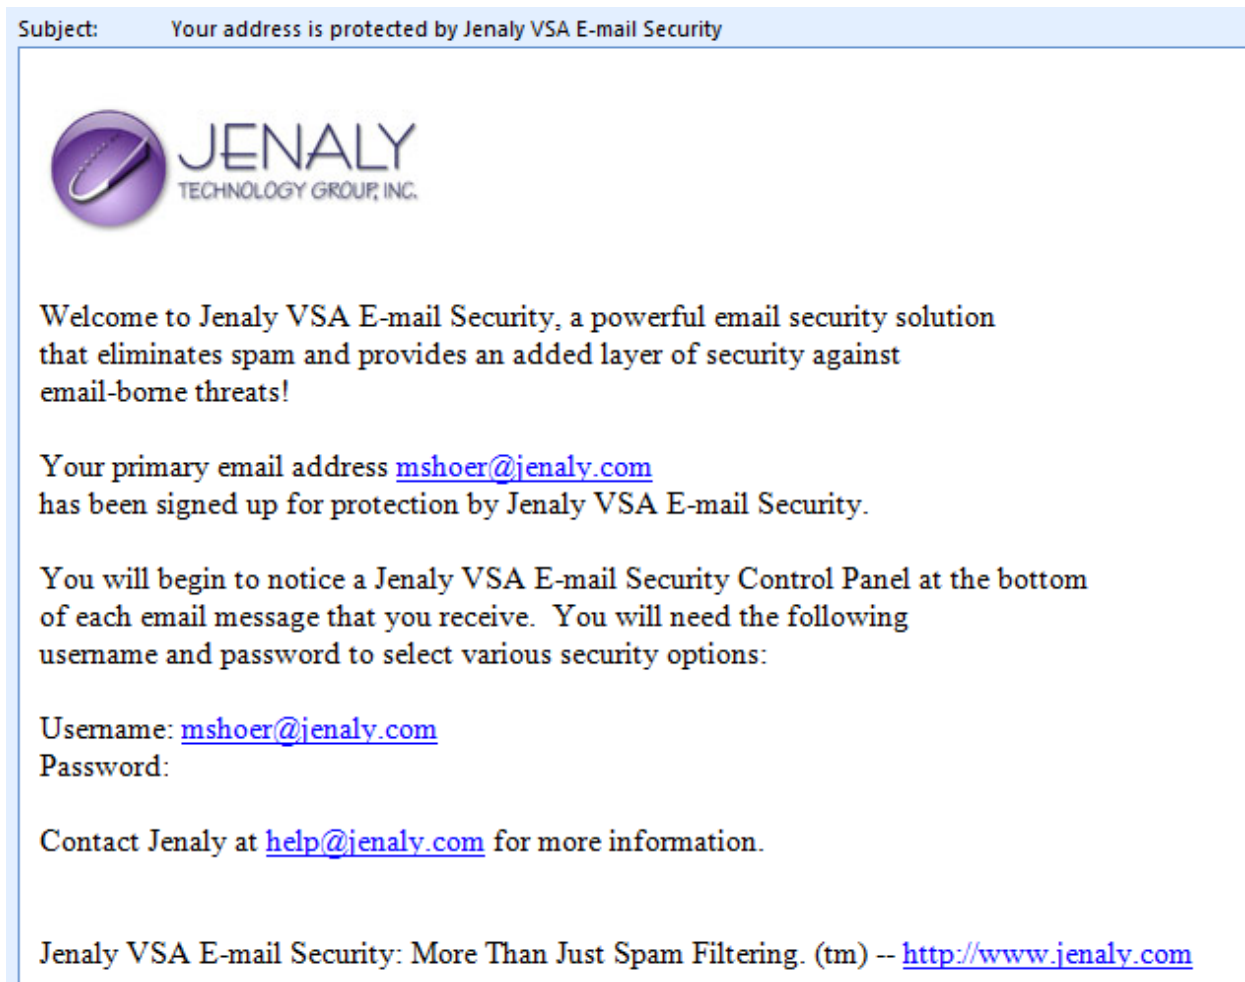 Subject: Your address is protected by Jenaly VSA E-mail Security
JENALY
TECHNOLOGY GROUP, INC.
Welcome to Jenaly VSA E-mail Security, a powerful email security solution
that eliminates spam and provides an added layer of security against
email-borne threats!
Your primary email address mshoer@jenaly.com
has been signed up for protection by Jenaly VSA E-mail Security.
You will begin to notice a Jenaly VSA E-mail Security Control Panel at the bottom
of each email message that you receive.  You will need the following
username and password to select various security options:
Username: mshoer@jenaly.com
Password:
Contact Jenaly at help@jenaly.com for more information.
Jenaly VSA E-mail Security: More Than Just Spam Filtering. (tm) -- http://www.jenaly.com